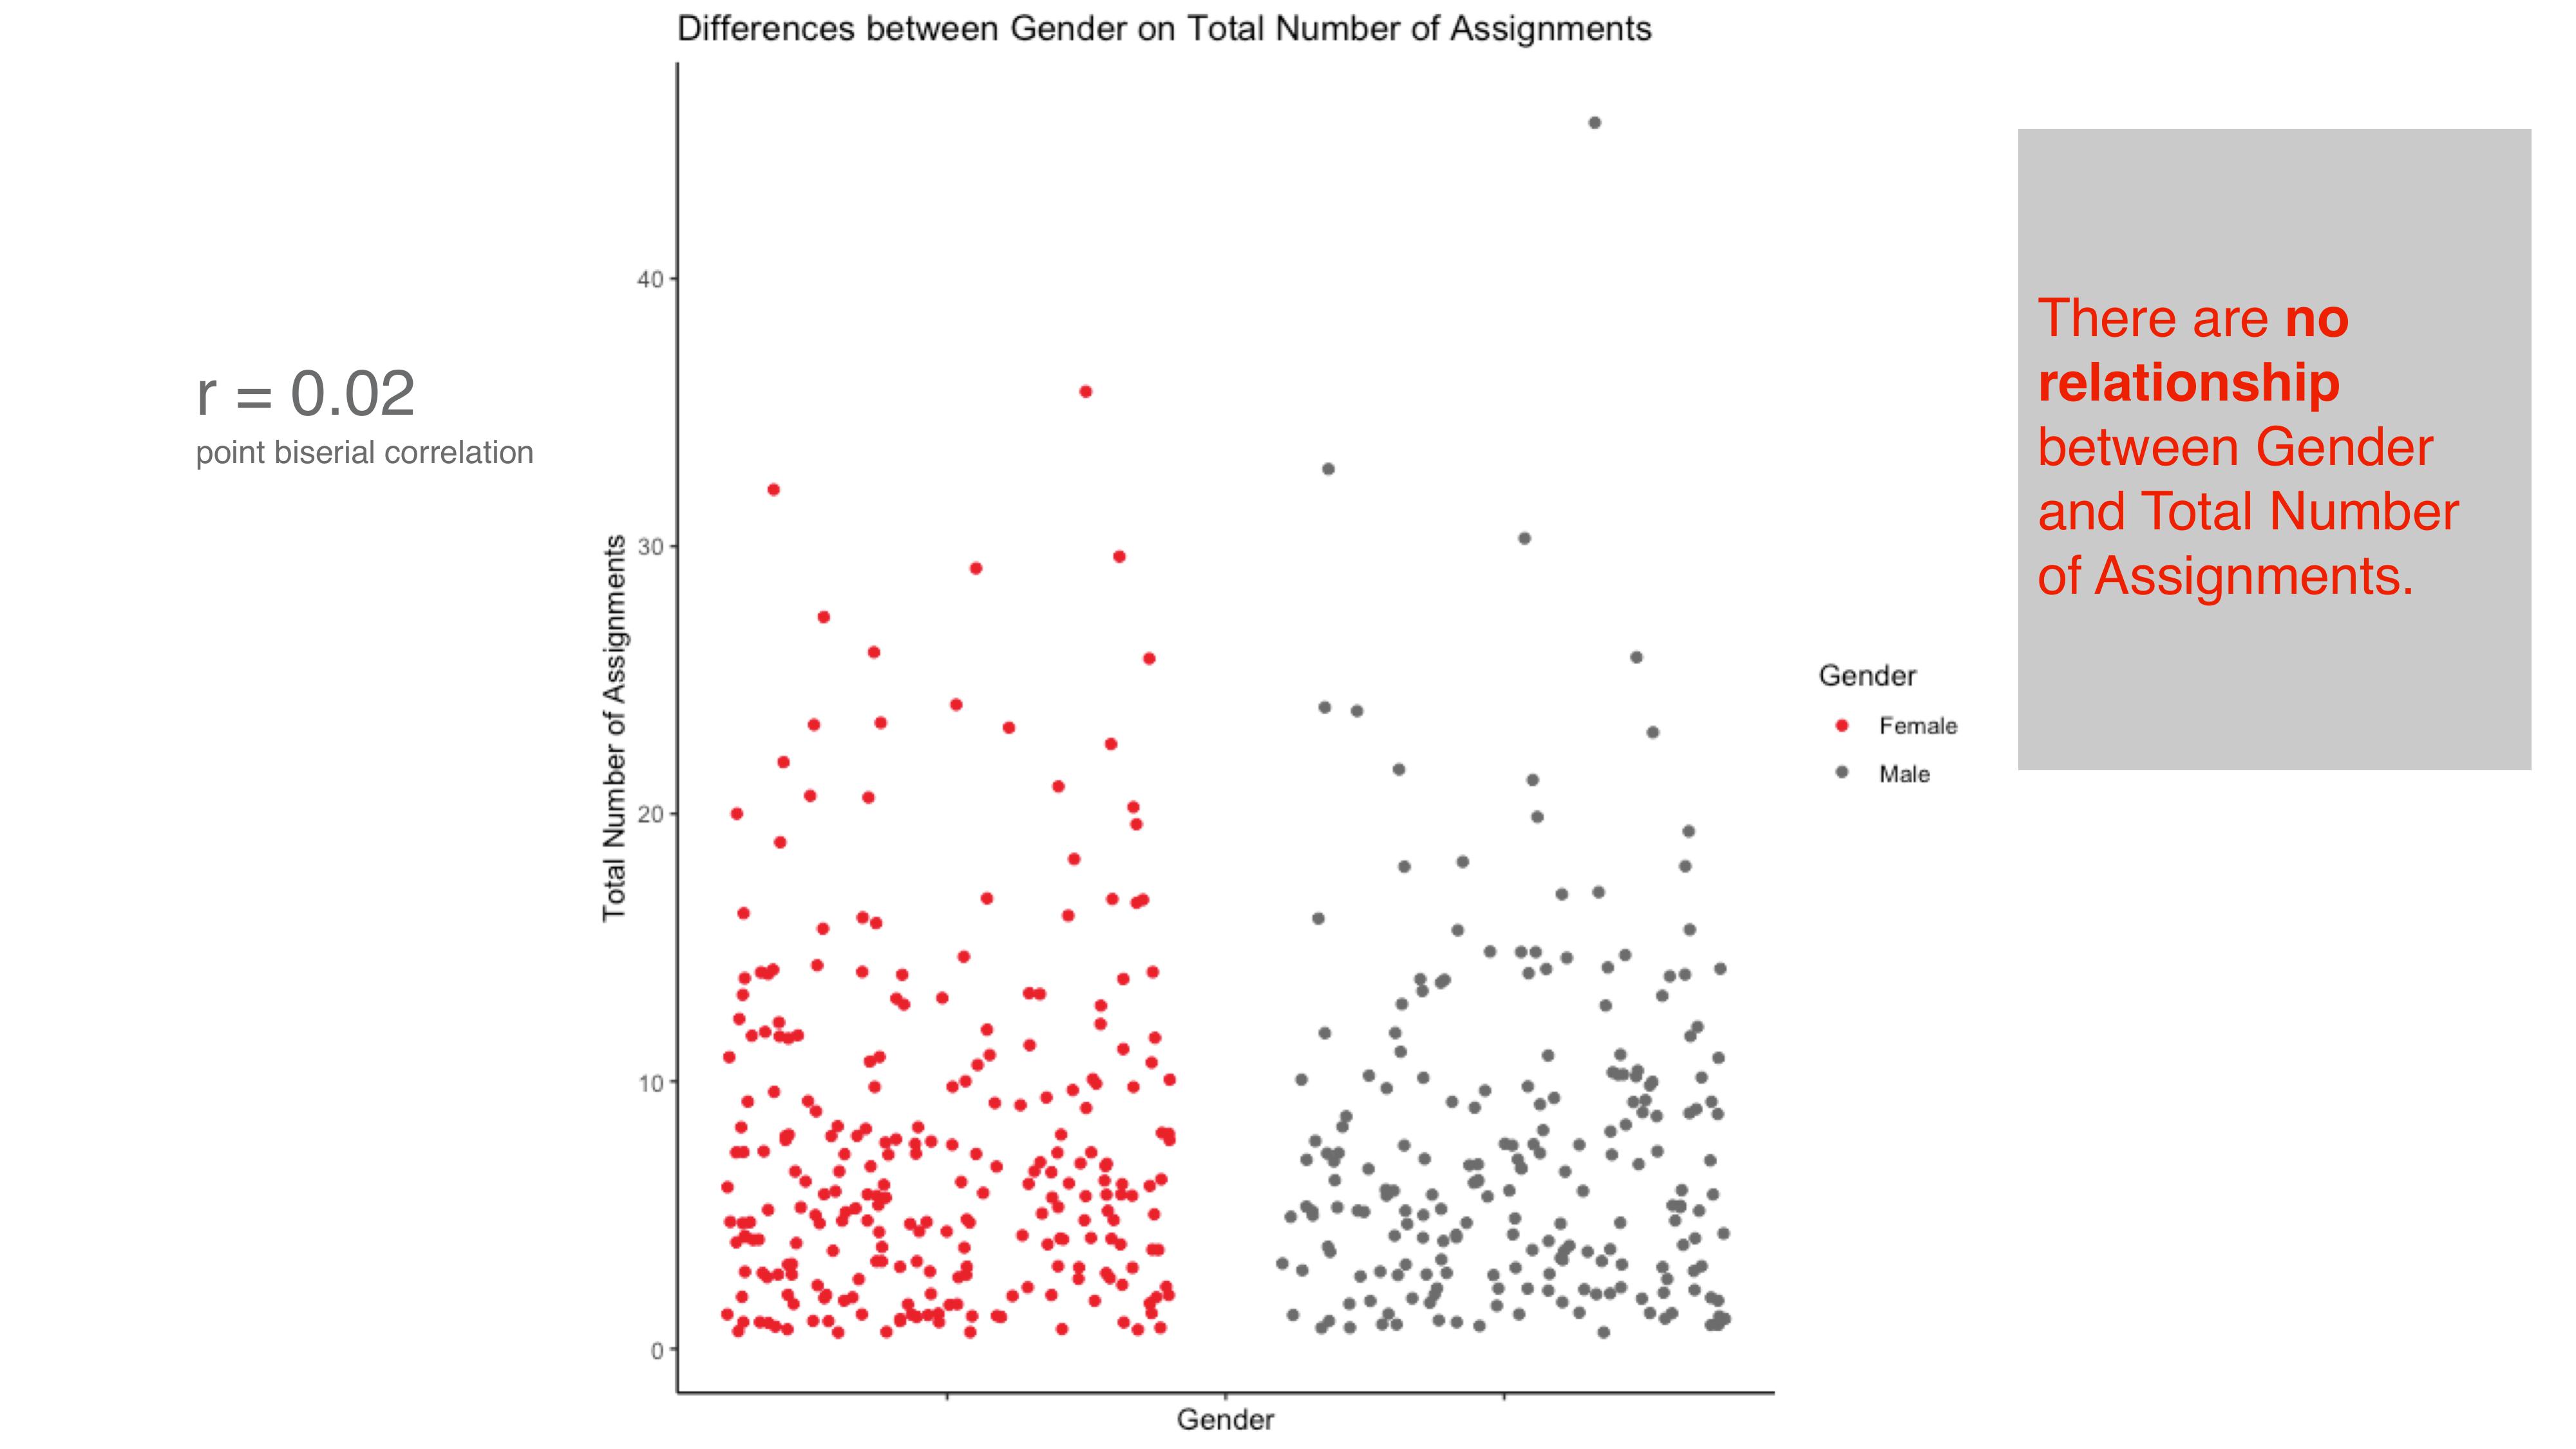 Differences between Gender on Total Number of Assignments
r = 0.02
point biserial correlation
Total Number of Assignments
40
30
20
10
0
Gender
Gender
Female
Male
There are no
relationship
between Gender
and Total Number
of Assignments.